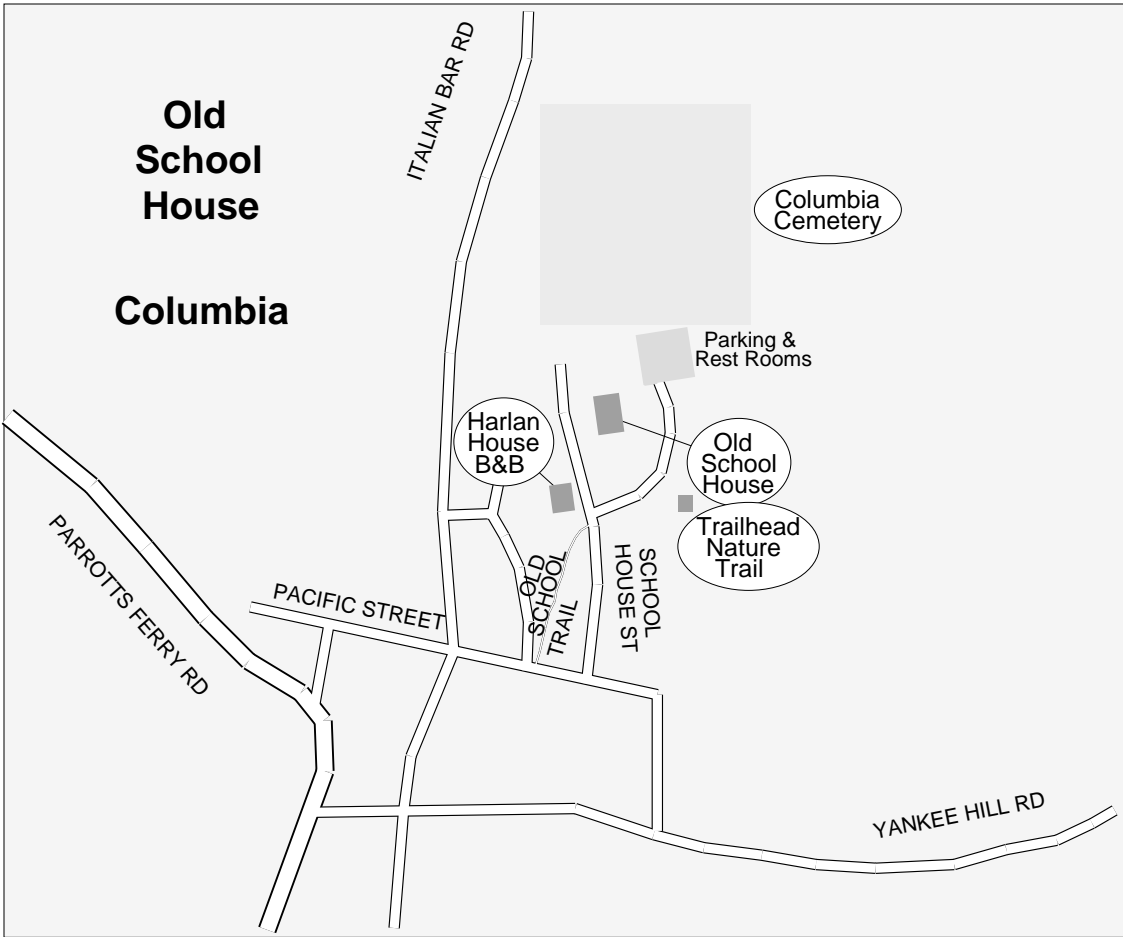 Old
School
House
Columbia
ITALIAN BAR RD
Columbia
Cemetery
Parking &
Rest Rooms
Harlan
House
B&B
Old
School
House
Trailhead
Nature
Trail
PARROTTS FERRY RD
PACIFIC STREET
OLD
SCHOOL
TRAIL
SCHOOL
HOUSE ST
YANKEE HILL RD